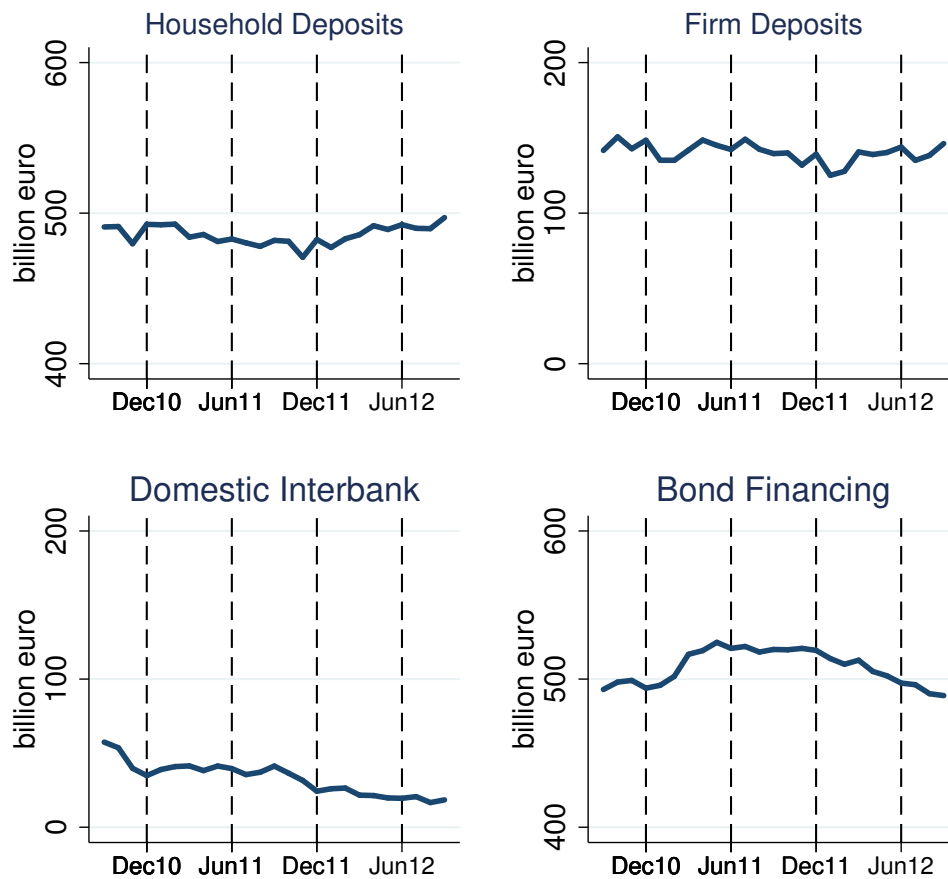 Household Deposits
billion euro
600
500
400
Dec10 Jun11 Dec11 Jun12
Firm Deposits
billion euro
200
100
0
Dec10 Jun11 Dec11 Jun12
Domestic Interbank
billion euro
200
100
0
Dec10 Jun11 Dec11 Jun12
Bond Financing
billion euro
600
500
400
Dec10 Jun11 Dec11 Jun12